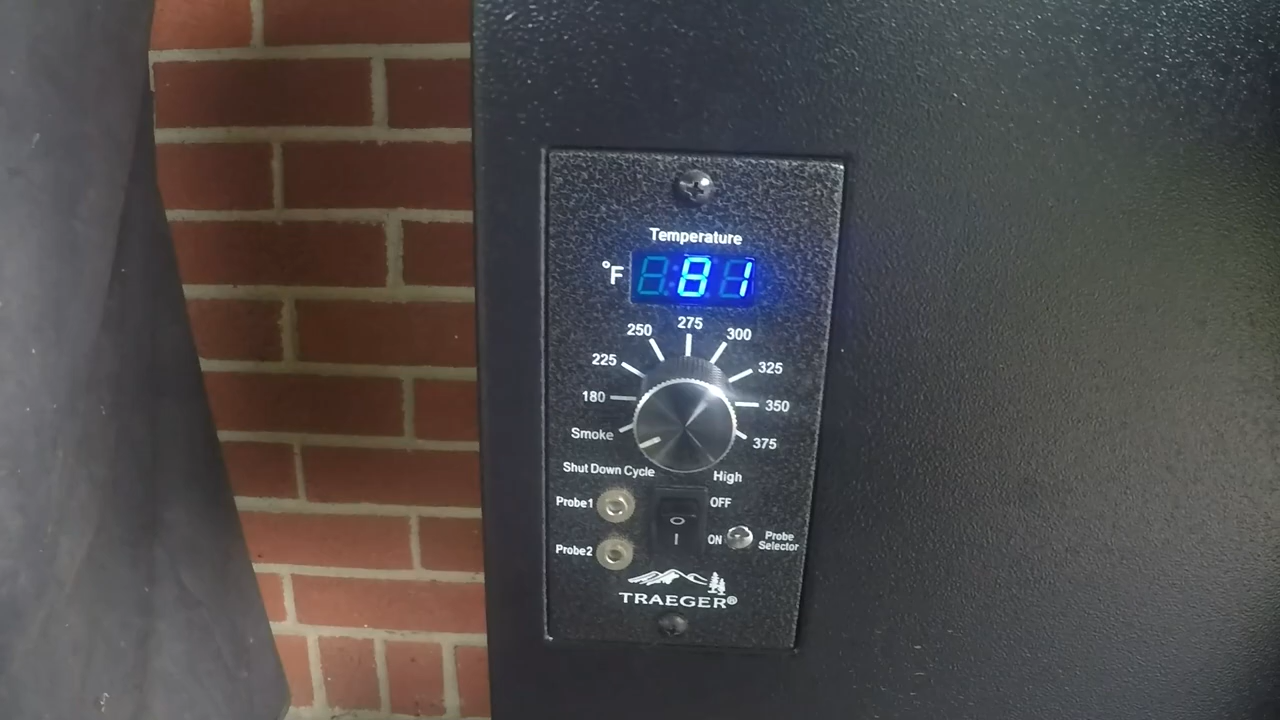 Temperature
°F 81
275
250 300
225 325
180 350
Smoke 375
Shut Down Cycle High
Probe1 OFF
O
I ON Probe Selector
Probe2
TRAEGER®